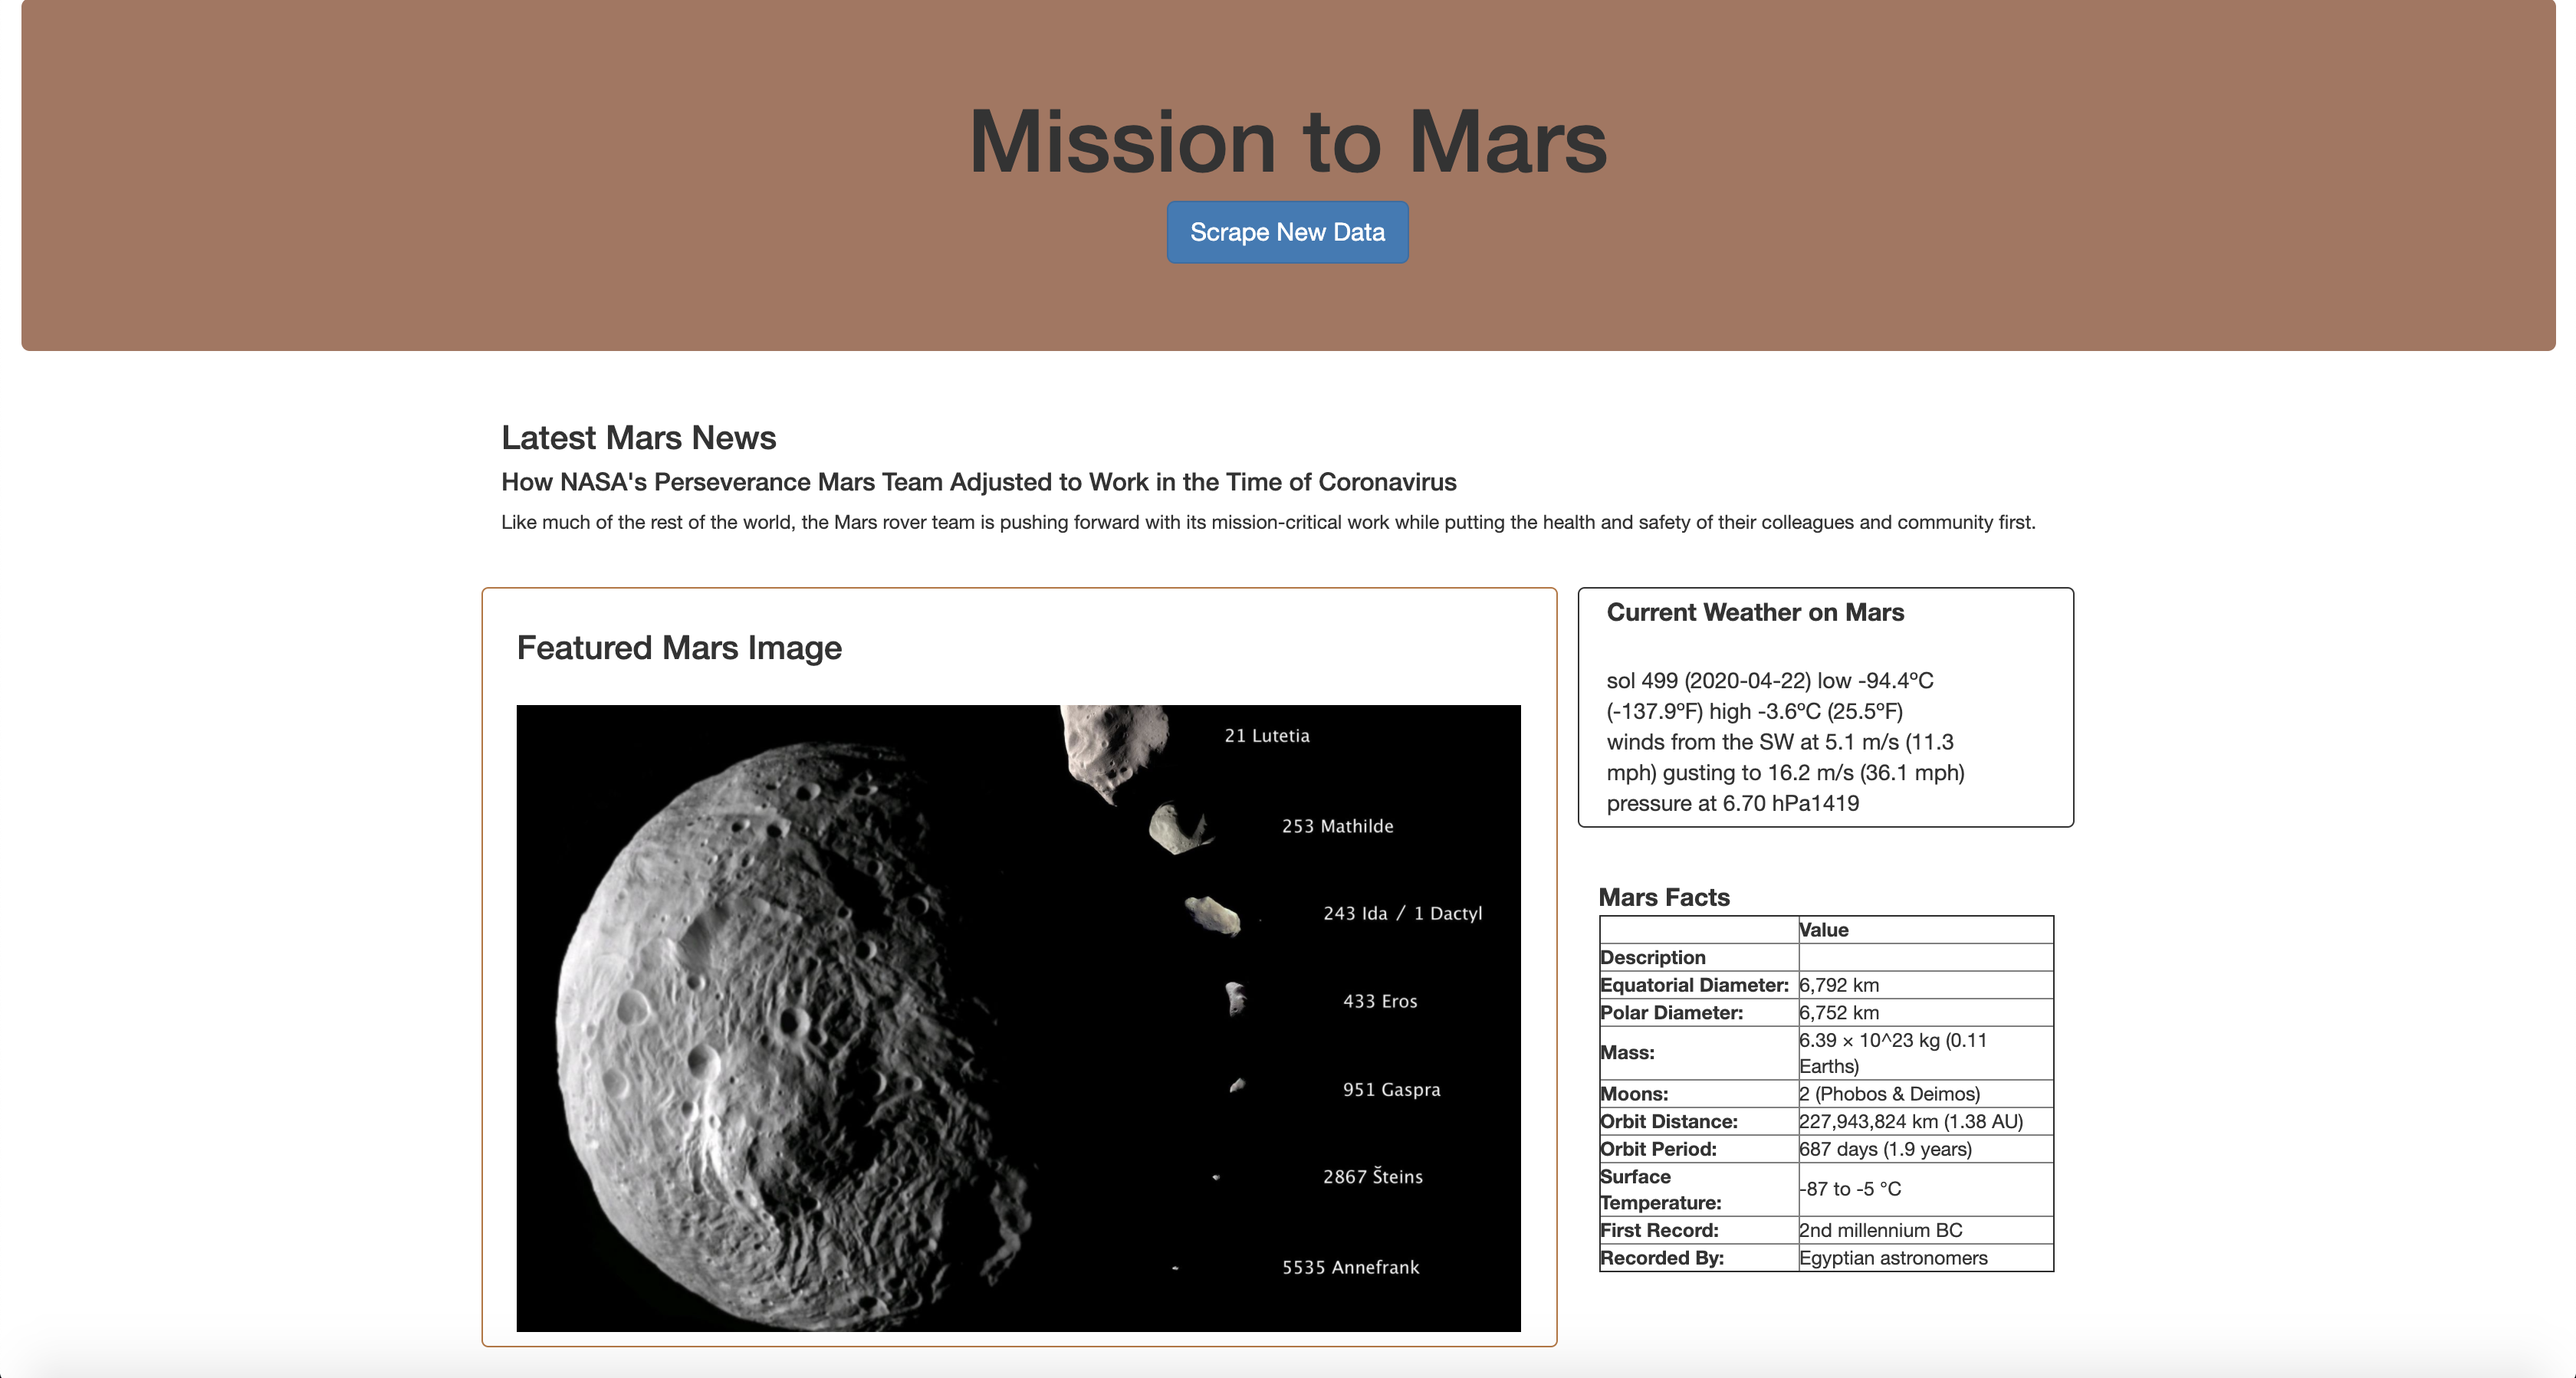 Mission to Mars
Scrape New Data
Latest Mars News
How NASA's Perseverance Mars Team Adjusted to Work in the Time of Coronavirus
Like much of the rest of the world, the Mars rover team is pushing forward with its mission-critical work while putting the health and safety of their colleagues and community first.
Featured Mars Image
21 Lutetia
253 Mathilde
243 Ida / 1 Dactyl
433 Eros
951 Gaspra
2867 Šteins
5535 Annefrank
Current Weather on Mars
sol 499 (2020-04-22) low -94.4ºC
(-137.9ºF) high -3.6ºC (25.5ºF)
winds from the SW at 5.1 m/s (11.3
mph) gusting to 16.2 m/s (36.1 mph)
pressure at 6.70 hPa1419
Mars Facts
Value
Description
Equatorial Diameter: 6,792 km
Polar Diameter: 6,752 km
Mass: 6.39 × 10^23 kg (0.11
Earths)
Moons: 2 (Phobos & Deimos)
Orbit Distance: 227,943,824 km (1.38 AU)
Orbit Period: 687 days (1.9 years)
Surface
Temperature: -87 to -5 °C
First Record: 2nd millennium BC
Recorded By: Egyptian astronomers